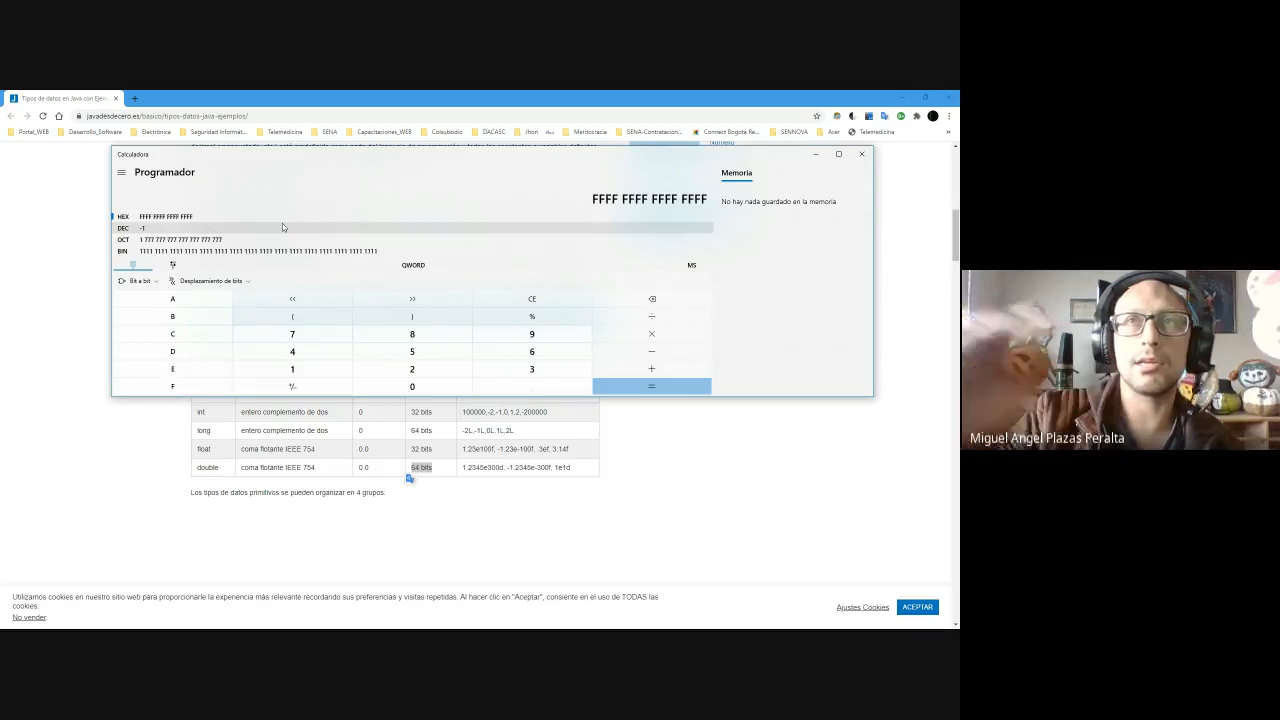 Tipos de datos en Java con Ejem
javadesdecero.es/basico/tipos-datos-java-ejemplos/
Portal_WEB
Desarrollo_Software
Electrónica
Seguridad Informát...
Telemedicina
SENA
Capacitaciones_WEB
Colsubsidio
DACASC
Jhon
Meritocracia
SENA-Contratación...
Connect Bogotá Re...
SENNOVA
Acer
Telemedicina
»
Número
Calculadora
Programador
FFFF FFFF FFFF FFFF
HEX FFFF FFFF FFFF FFFF
DEC -1
OCT 1 777 777 777 777 777 777 777
BIN 1111 1111 1111 1111 1111 1111 1111 1111 1111 1111 1111 1111 1111 1111 1111 1111
QWORD MS
Bit a bit Desplazamiento de bits
A << >> CE
B ( ) % ÷
C 7 8 9 ×
D 4 5 6 −
E 1 2 3 +
F +/- 0 . =
Memoria
No hay nada guardado en la memoria
int entero complemento de dos 0 32 bits 100000,-2,-1.0,1,2,-200000
long entero complemento de dos 0 64 bits -2L,-1L,0L,1L,2L
float coma flotante IEEE 754 0.0 32 bits 1.23e100f, -1.23e-100f, .3ef, 3.14f
double coma flotante IEEE 754 0.0 64 bits 1.2345e300d, -1.2345e-300f, 1e1d
Los tipos de datos primitivos se pueden organizar en 4 grupos:
Utilizamos cookies en nuestro sitio web para proporcionarle la experiencia más relevante recordando sus preferencias y visitas repetidas. Al hacer clic en "Aceptar", consiente en el uso de TODAS las
cookies.
No vender
Ajustes Cookies
ACEPTAR
Miguel Angel Plazas Peralta